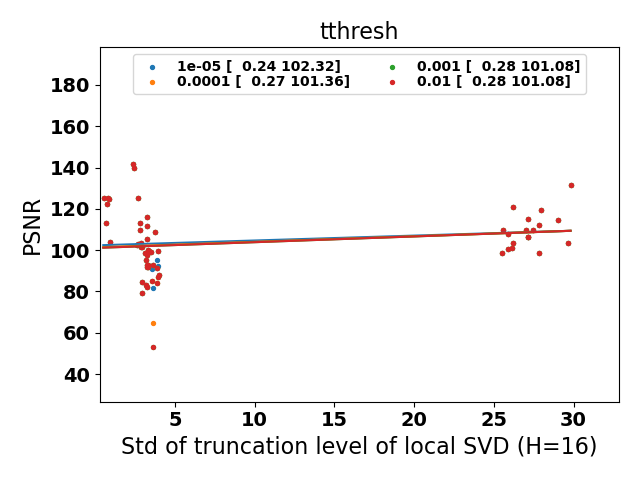 tthresh
1e-05 [  0.24 102.32]
0.0001 [  0.27 101.36]
0.001 [  0.28 101.08]
0.01 [  0.28 101.08]
180
160
140
120
100
80
60
40
PSNR
5 10 15 20 25 30
Std of truncation level of local SVD (H=16)